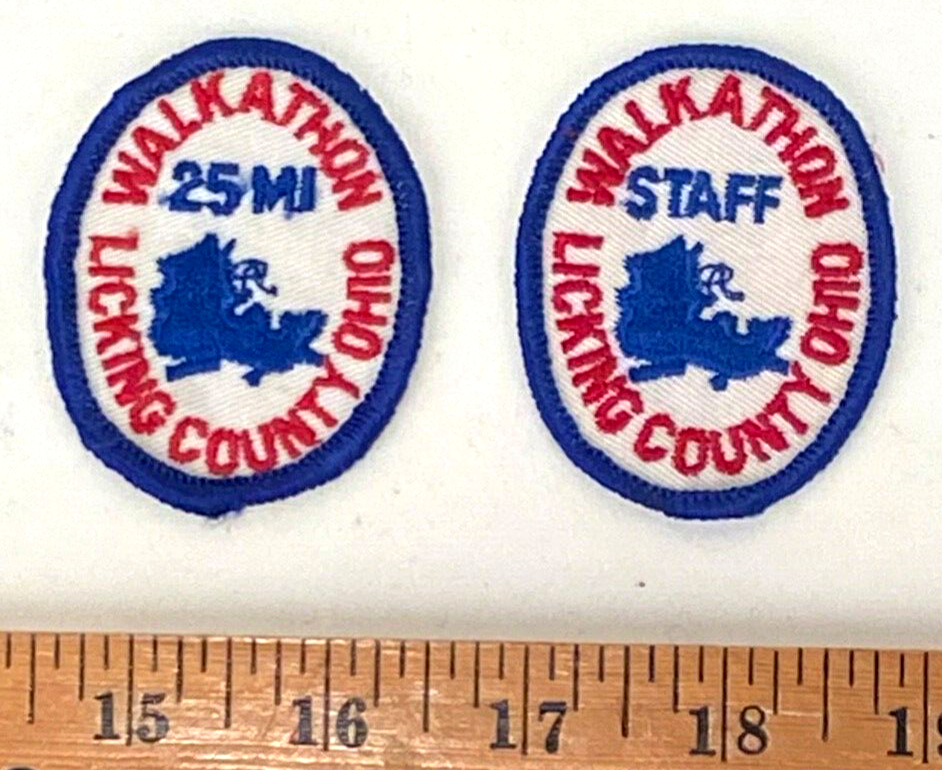 WALKATHON
25 MI
LICKING COUNTY OHIO
WALKATHON
STAFF
LICKING COUNTY OHIO
15 16 17 18